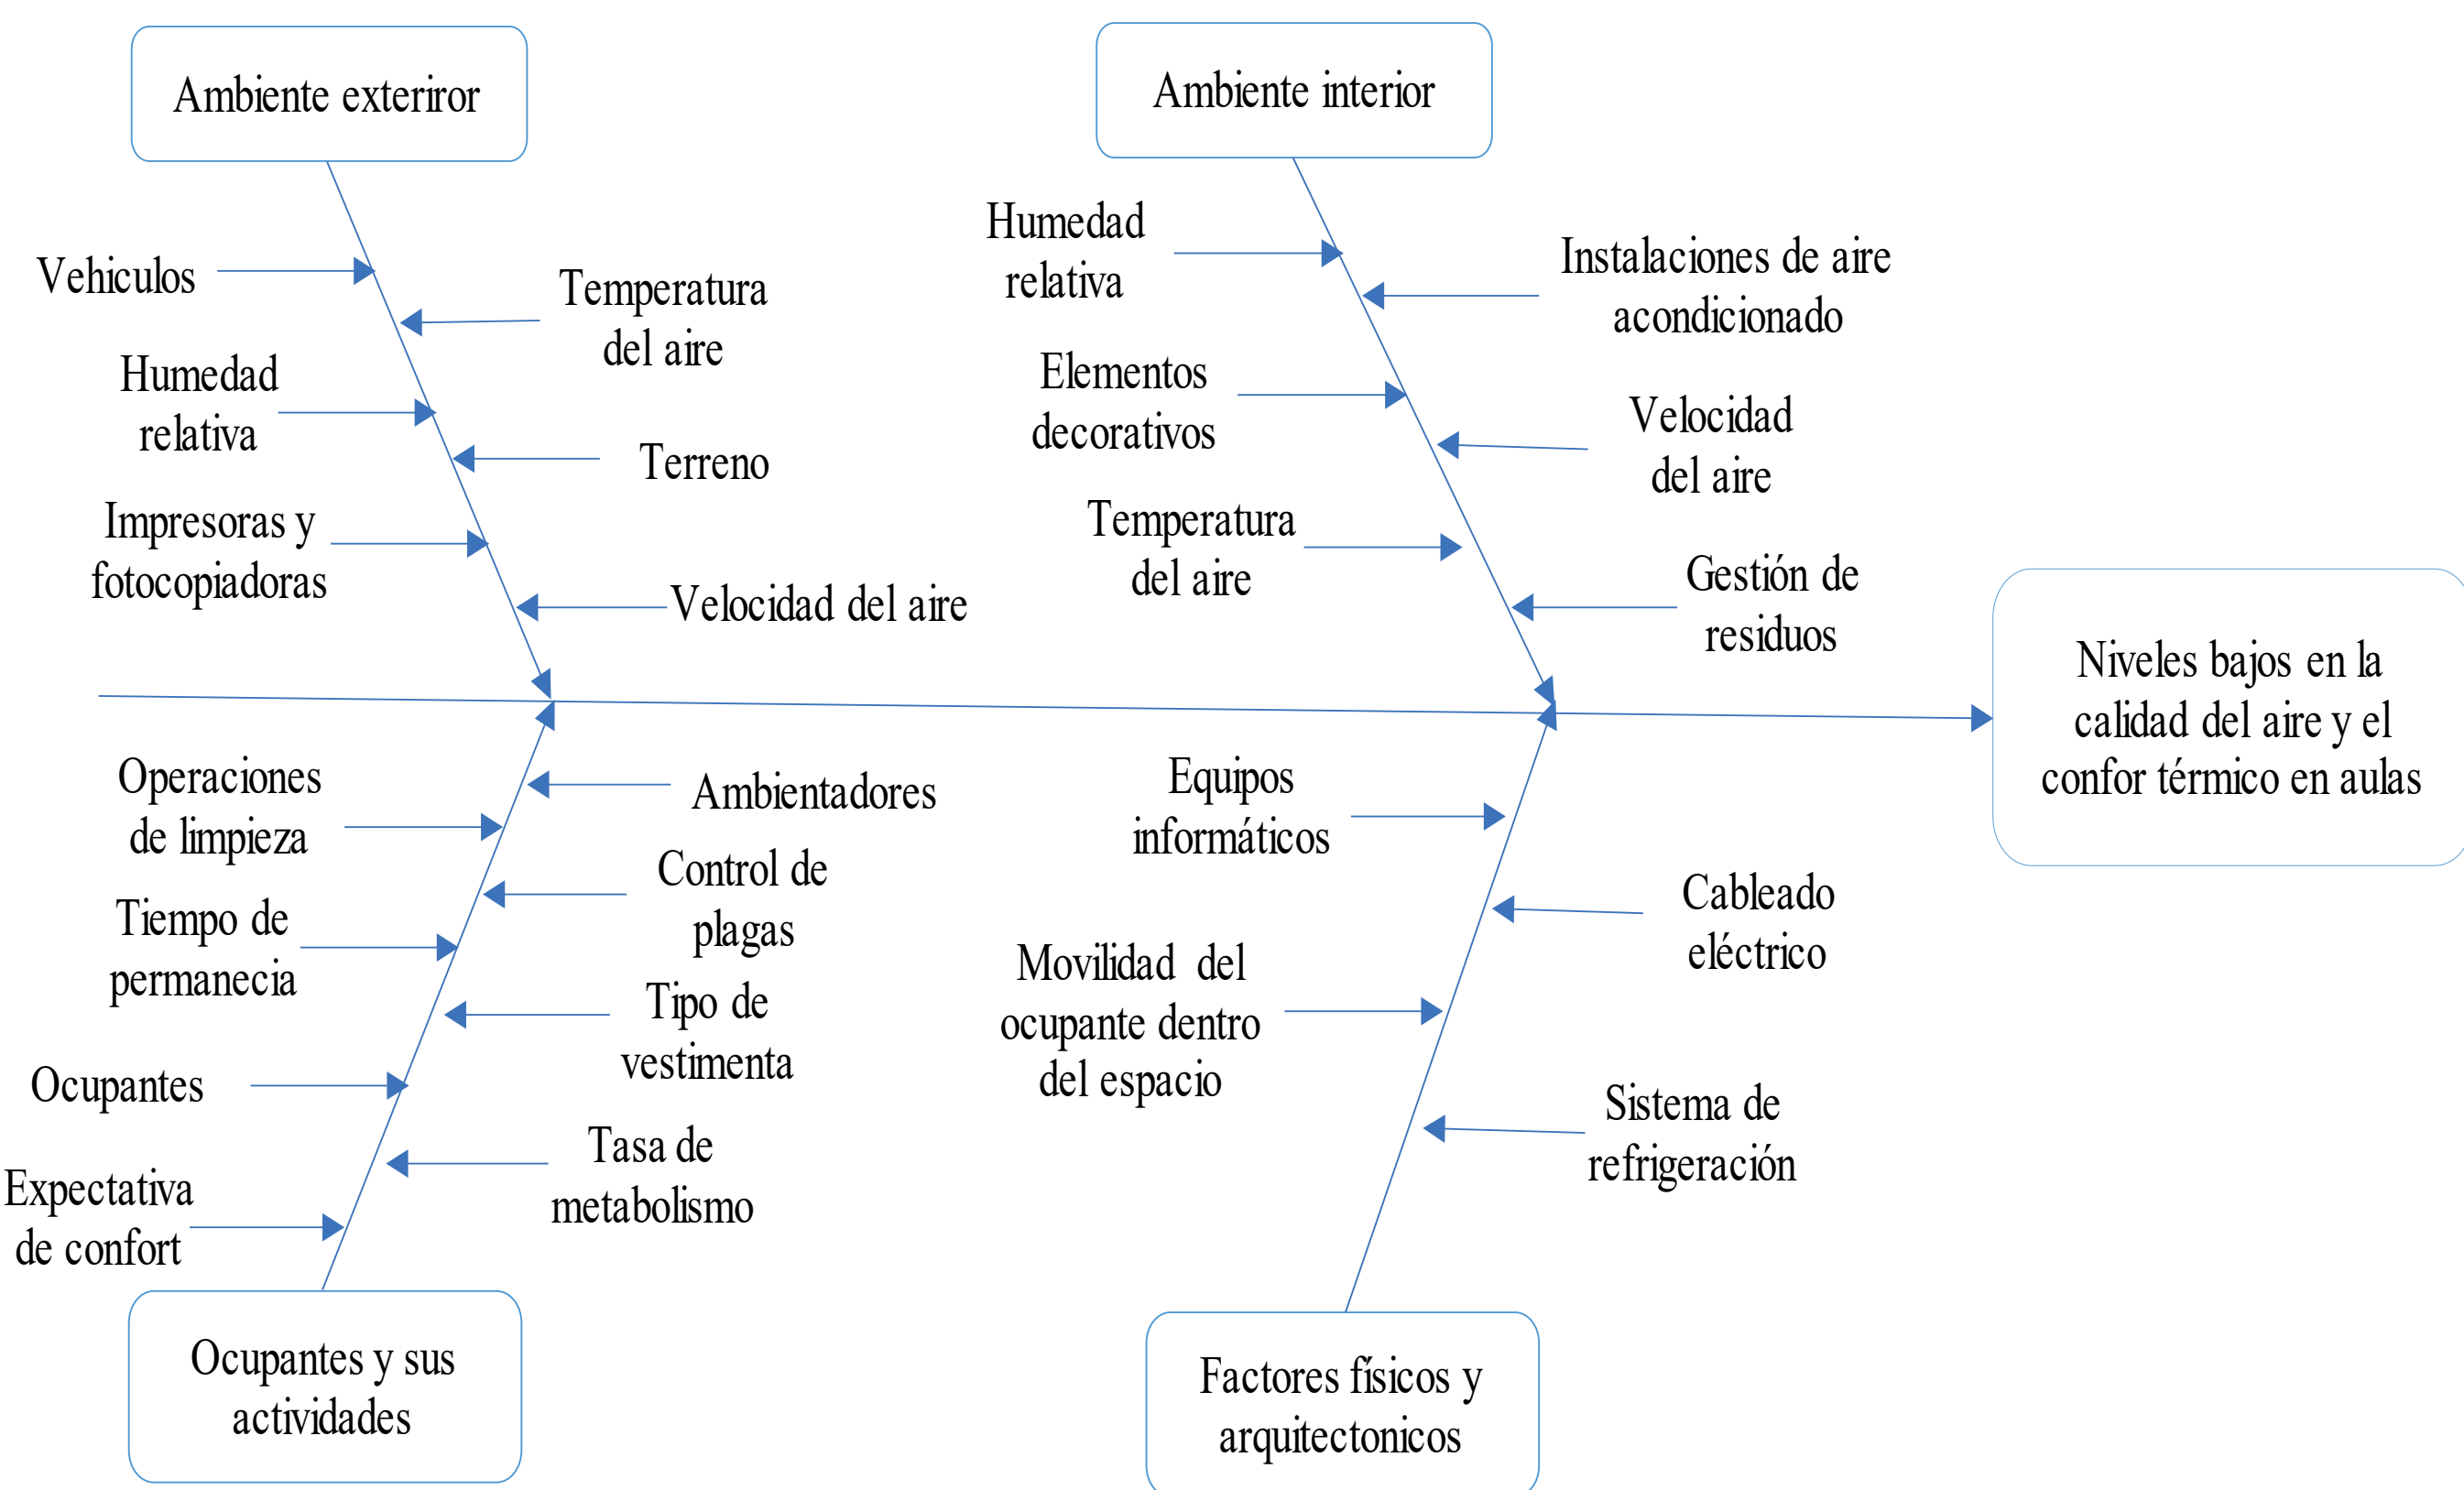 Ambiente exteriror
Vehiculos
Temperatura
del aire
Humedad
relativa
Terreno
Impresoras y
fotocopiadoras
Velocidad del aire
Ambiente interior
Humedad
relativa
Instalaciones de aire
acondicionado
Elementos
decorativos
Velocidad
del aire
Temperatura
del aire
Gestión de
residuos
Niveles bajos en la
calidad del aire y el
confor térmico en aulas
Operaciones
de limpieza
Ambientadores
Control de
plagas
Tiempo de
permanecia
Tipo de
vestimenta
Ocupantes
Tasa de
metabolismo
Expectativa
de confort
Ocupantes y sus
actividades
Equipos
informáticos
Cableado
eléctrico
Movilidad  del
ocupante dentro
del espacio
Sistema de
refrigeración
Factores físicos y
arquitectonicos